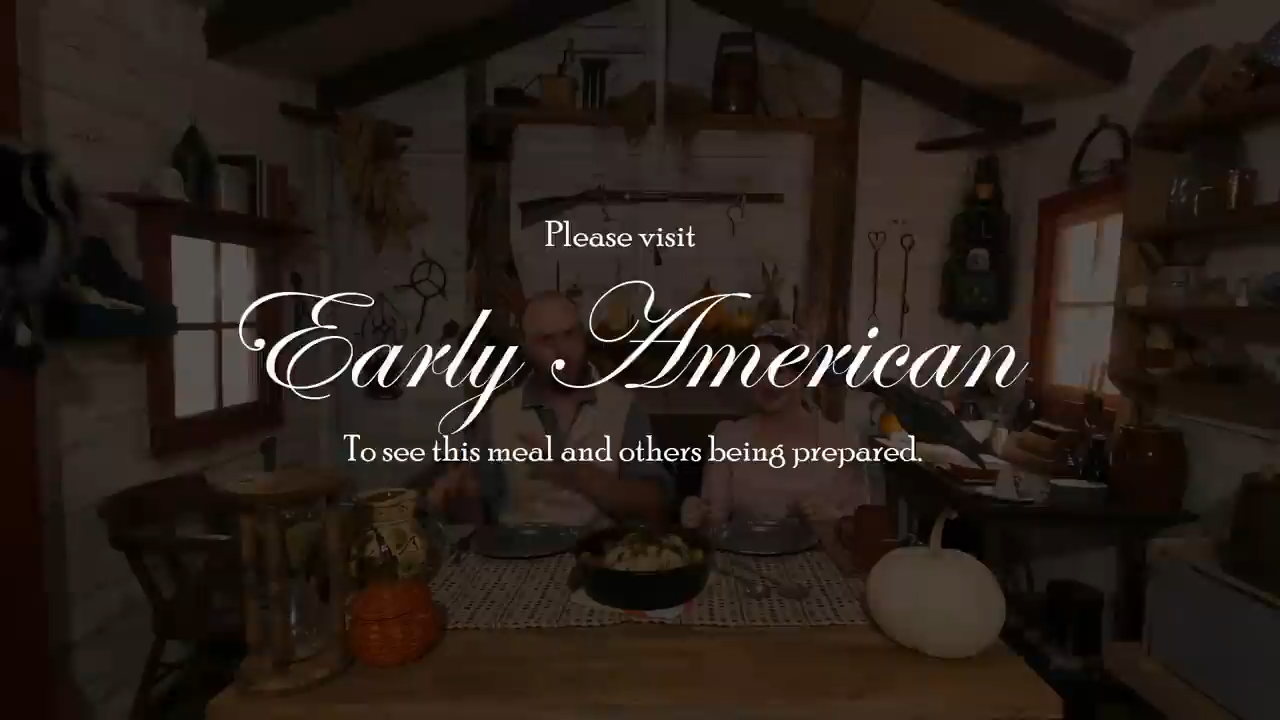 Please visit
Early American
To see this meal and others being prepared.